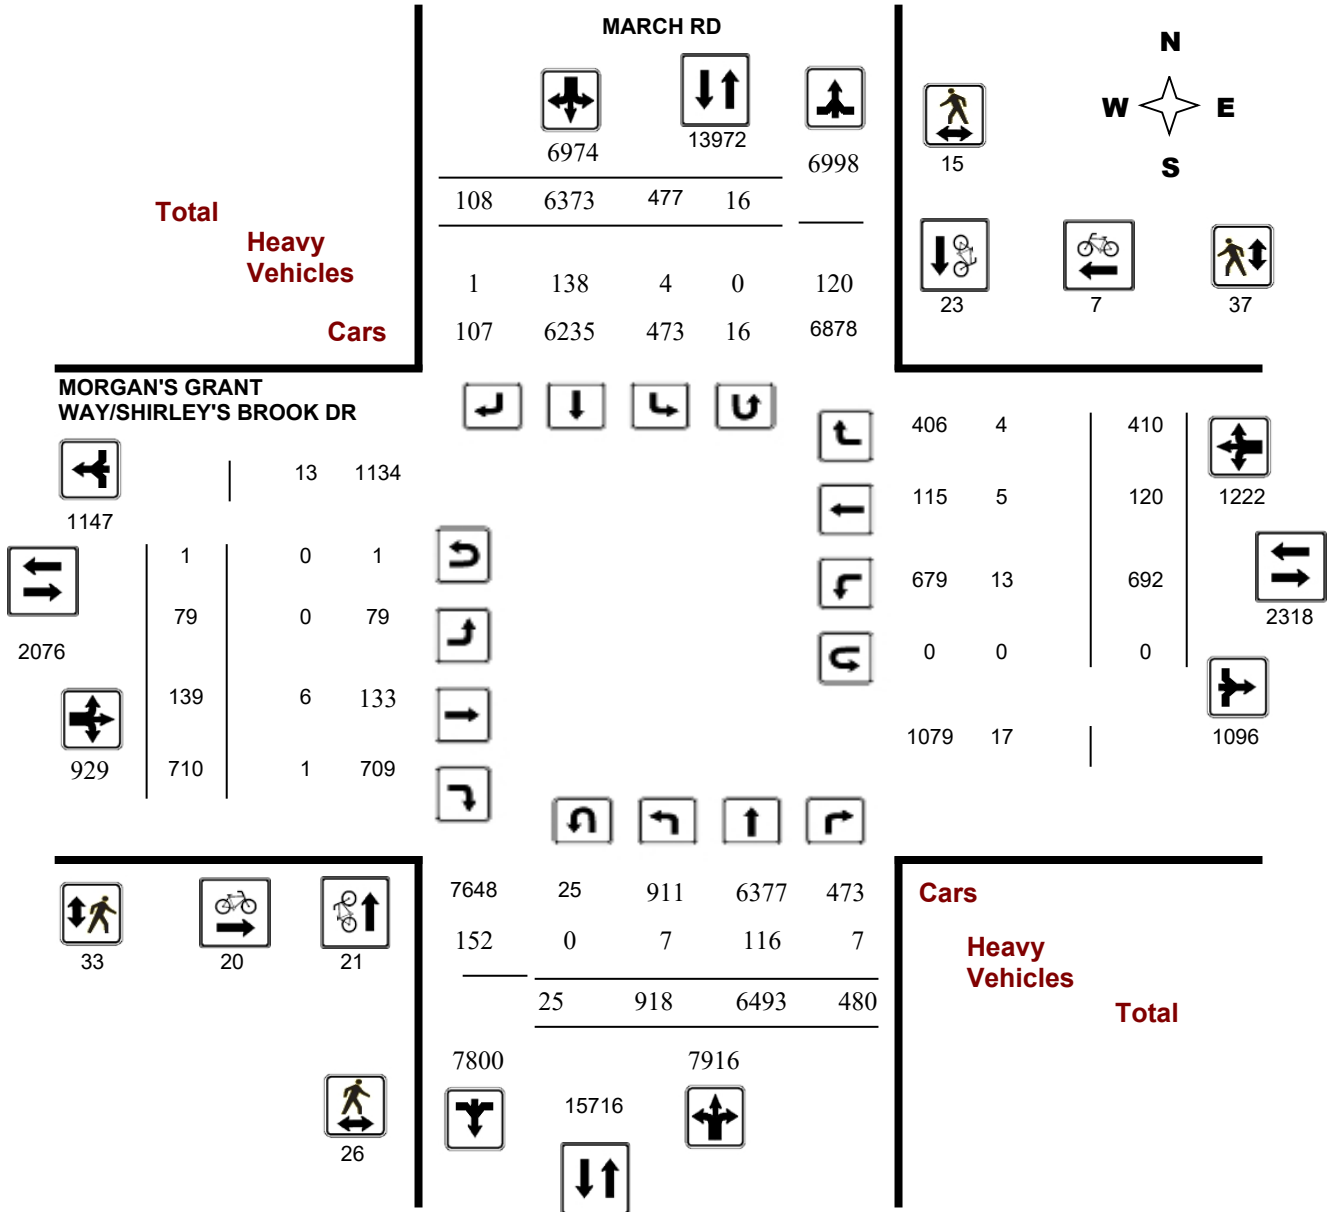 MARCH RD
N
W E
S
6974 13972 6998 15
Total 108 6373 477 16
Heavy
Vehicles 1 138 4 0 120
23 7 37
Cars 107 6235 473 16 6878
MORGAN'S GRANT
WAY/SHIRLEY'S BROOK DR
406 4 410
13 1134
115 5 120 1222
1147
1 0 1
679 13 692
79 0 79 2318
2076 0 0 0
139 6 133
1079 17 1096
929 710 1 709
7648 25 911 6377 473 Cars
152 0 7 116 7 Heavy
Vehicles
33 20 21
25 918 6493 480 Total
7800 7916
15716
26